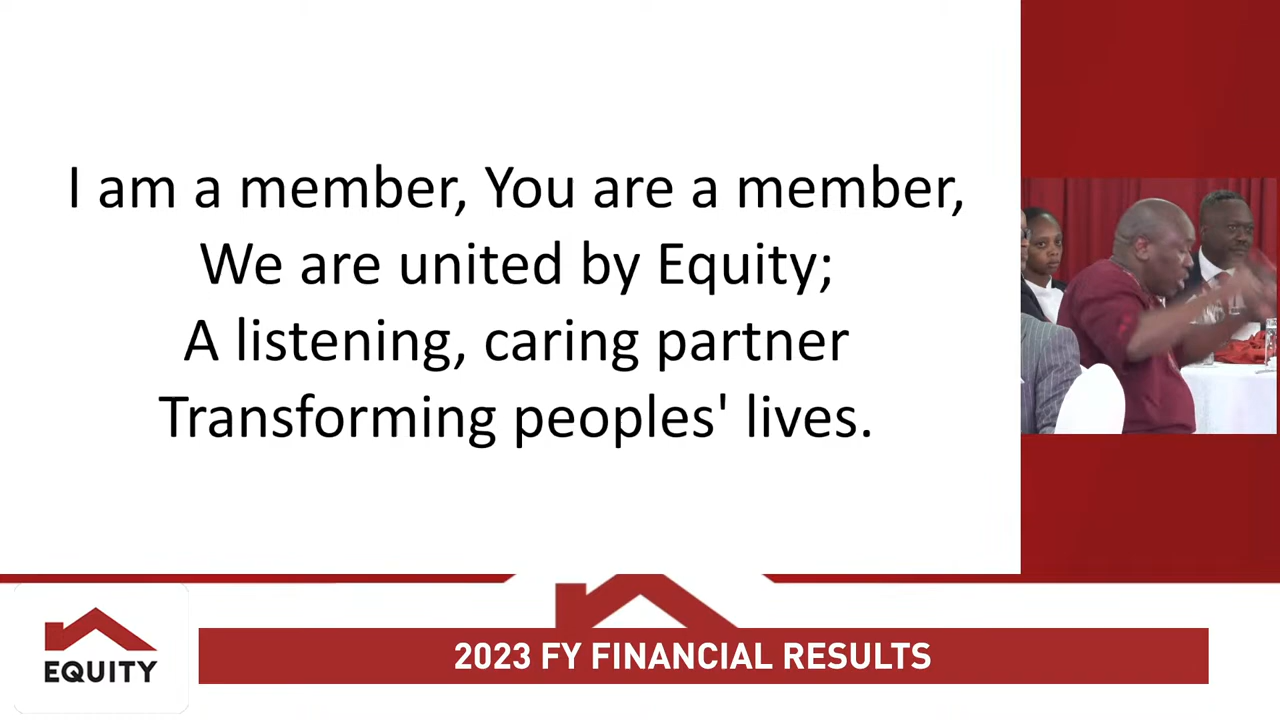 I am a member, You are a member,
We are united by Equity;
A listening, caring partner
Transforming peoples' lives.
EQUITY
2023 FY FINANCIAL RESULTS